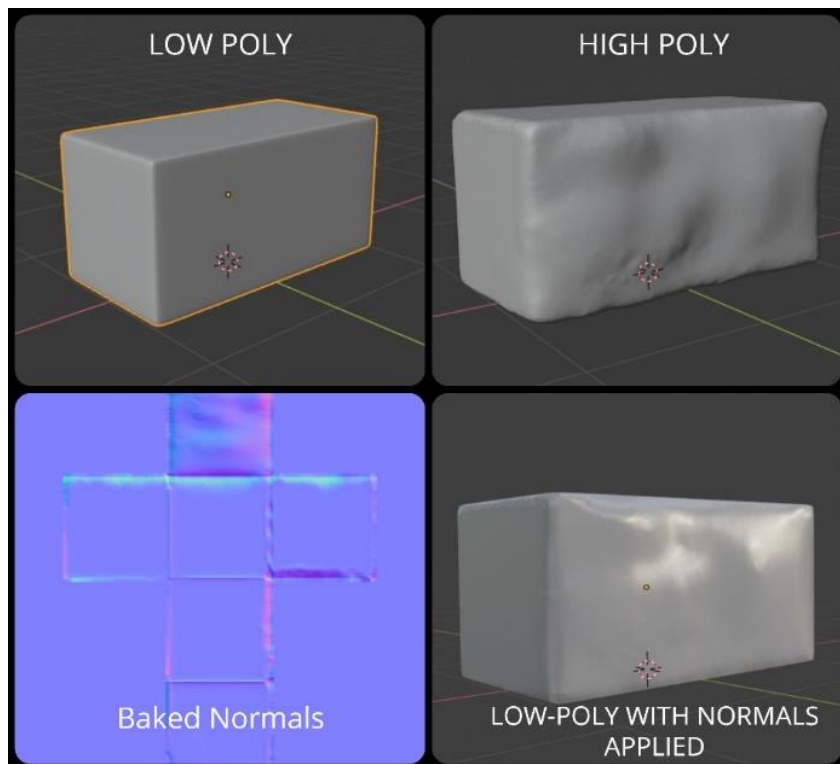 LOW POLY
HIGH POLY
Baked Normals
LOW-POLY WITH NORMALS
APPLIED